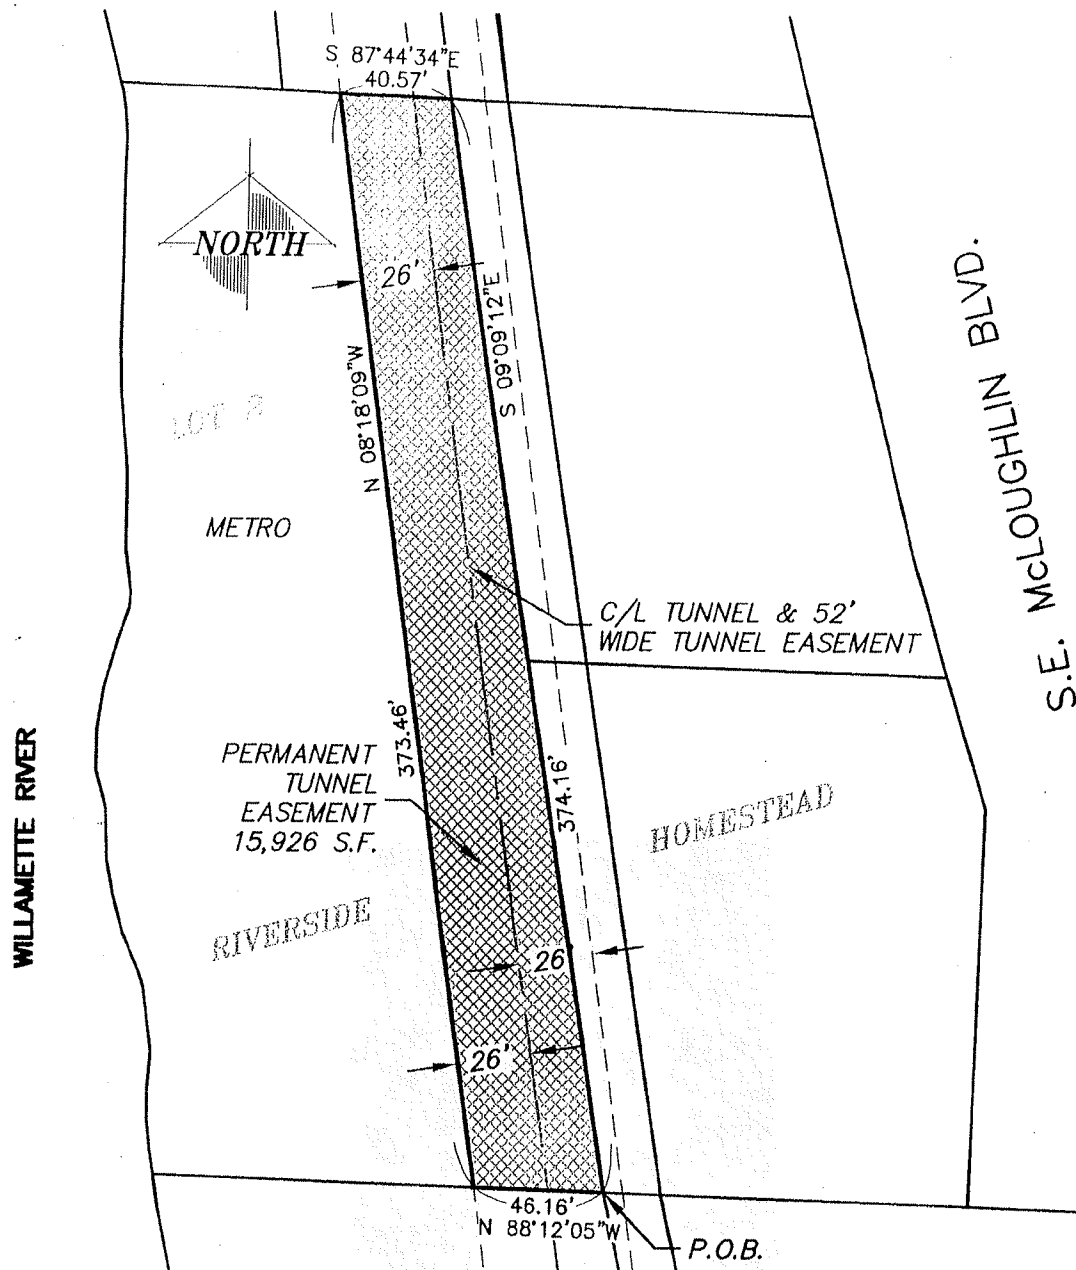 S 87°44'34"E
40.57'
NORTH
26'
S 09°09'12"E
N 08°18'09"W
LOT 2
METRO
S.E. McLOUGHLIN BLVD.
C/L TUNNEL & 52'
WIDE TUNNEL EASEMENT
373.46'
374.16'
PERMANENT
TUNNEL
EASEMENT
15,926 S.F.
HOMESTEAD
WILLAMETTE RIVER
RIVERSIDE
26
26'
46.16'
N 88°12'05"W
P.O.B.